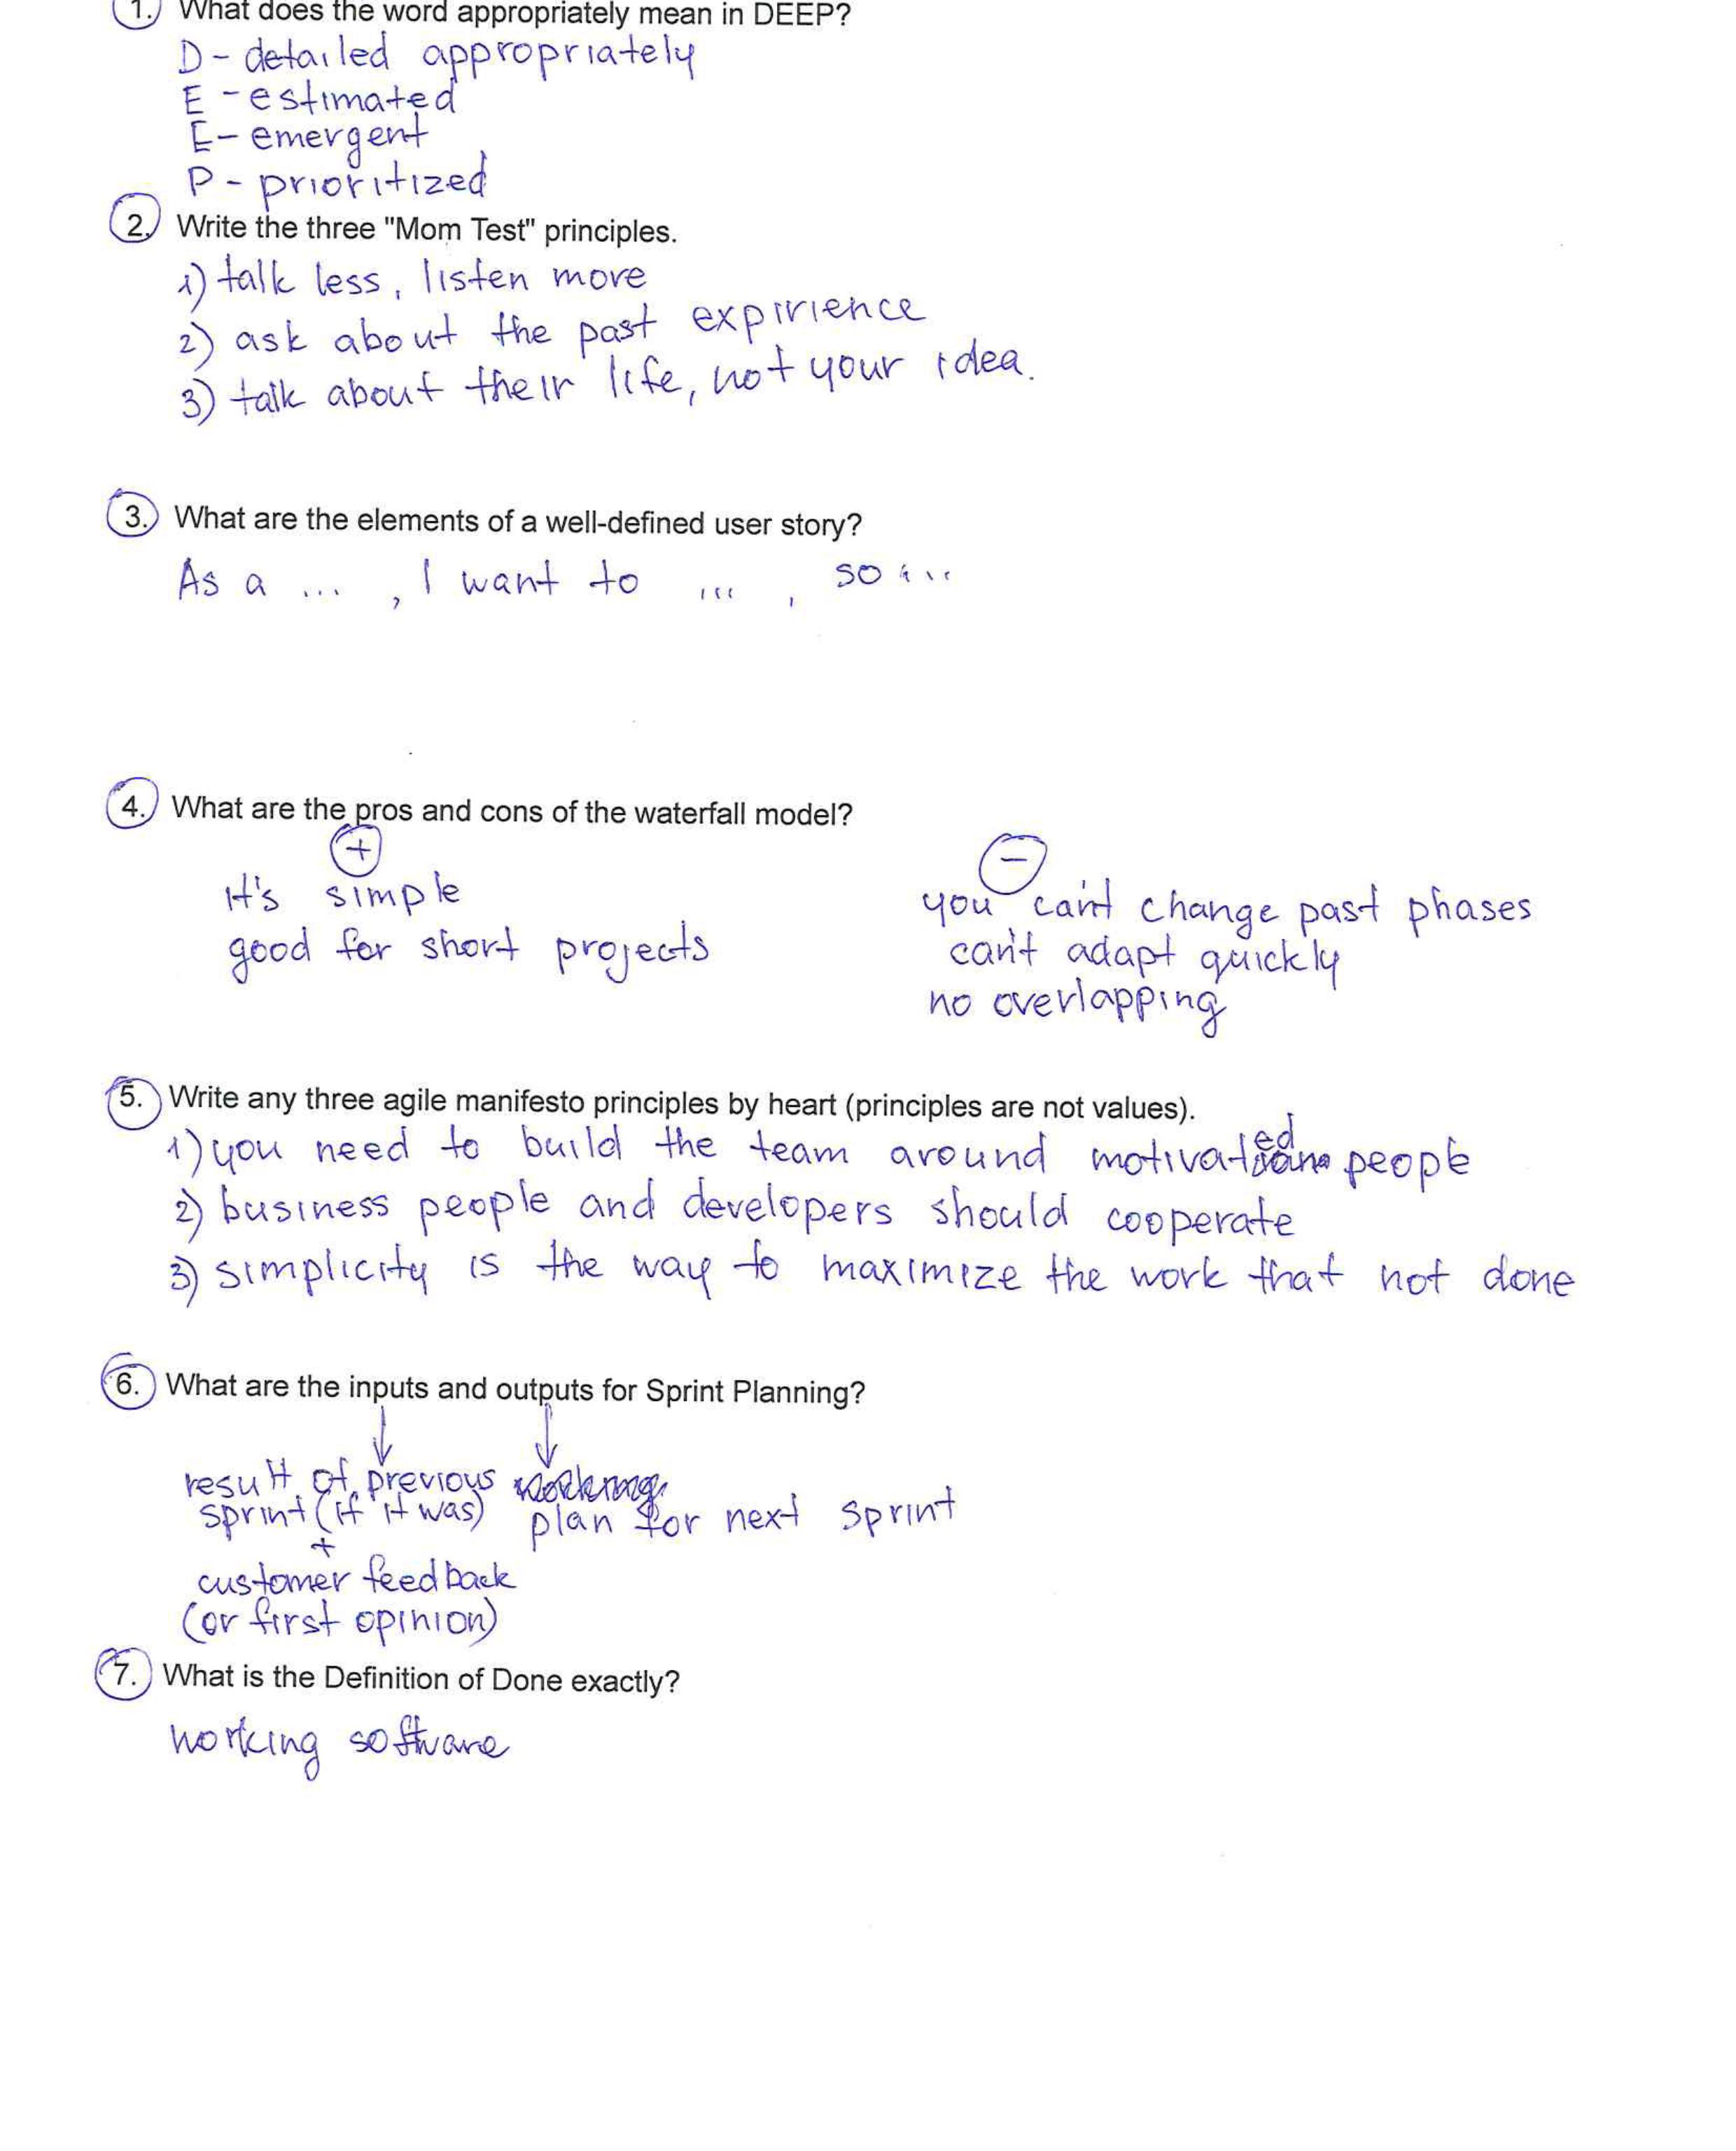 1. What does the word appropriately mean in DEEP?
D - detailed appropriately
E - estimated
E - emergent
P - prioritized
2. Write the three "Mom Test" principles.
1) talk less, listen more
2) ask about the past expirience
3) talk about their life, not your idea.
3. What are the elements of a well-defined user story?
As a ... , I want to ... , so ...
4. What are the pros and cons of the waterfall model?
+
-
it's simple
good for short projects
you can't change past phases
can't adapt quickly
no overlapping
5. Write any three agile manifesto principles by heart (principles are not values).
1) you need to build the team around motivated people
2) business people and developers should cooperate
3) simplicity is the way to maximize the work that not done
6. What are the inputs and outputs for Sprint Planning?
result of previous
sprint (if it was)
+
customer feedback
(or first opinion)
plan for next sprint
7. What is the Definition of Done exactly?
working software